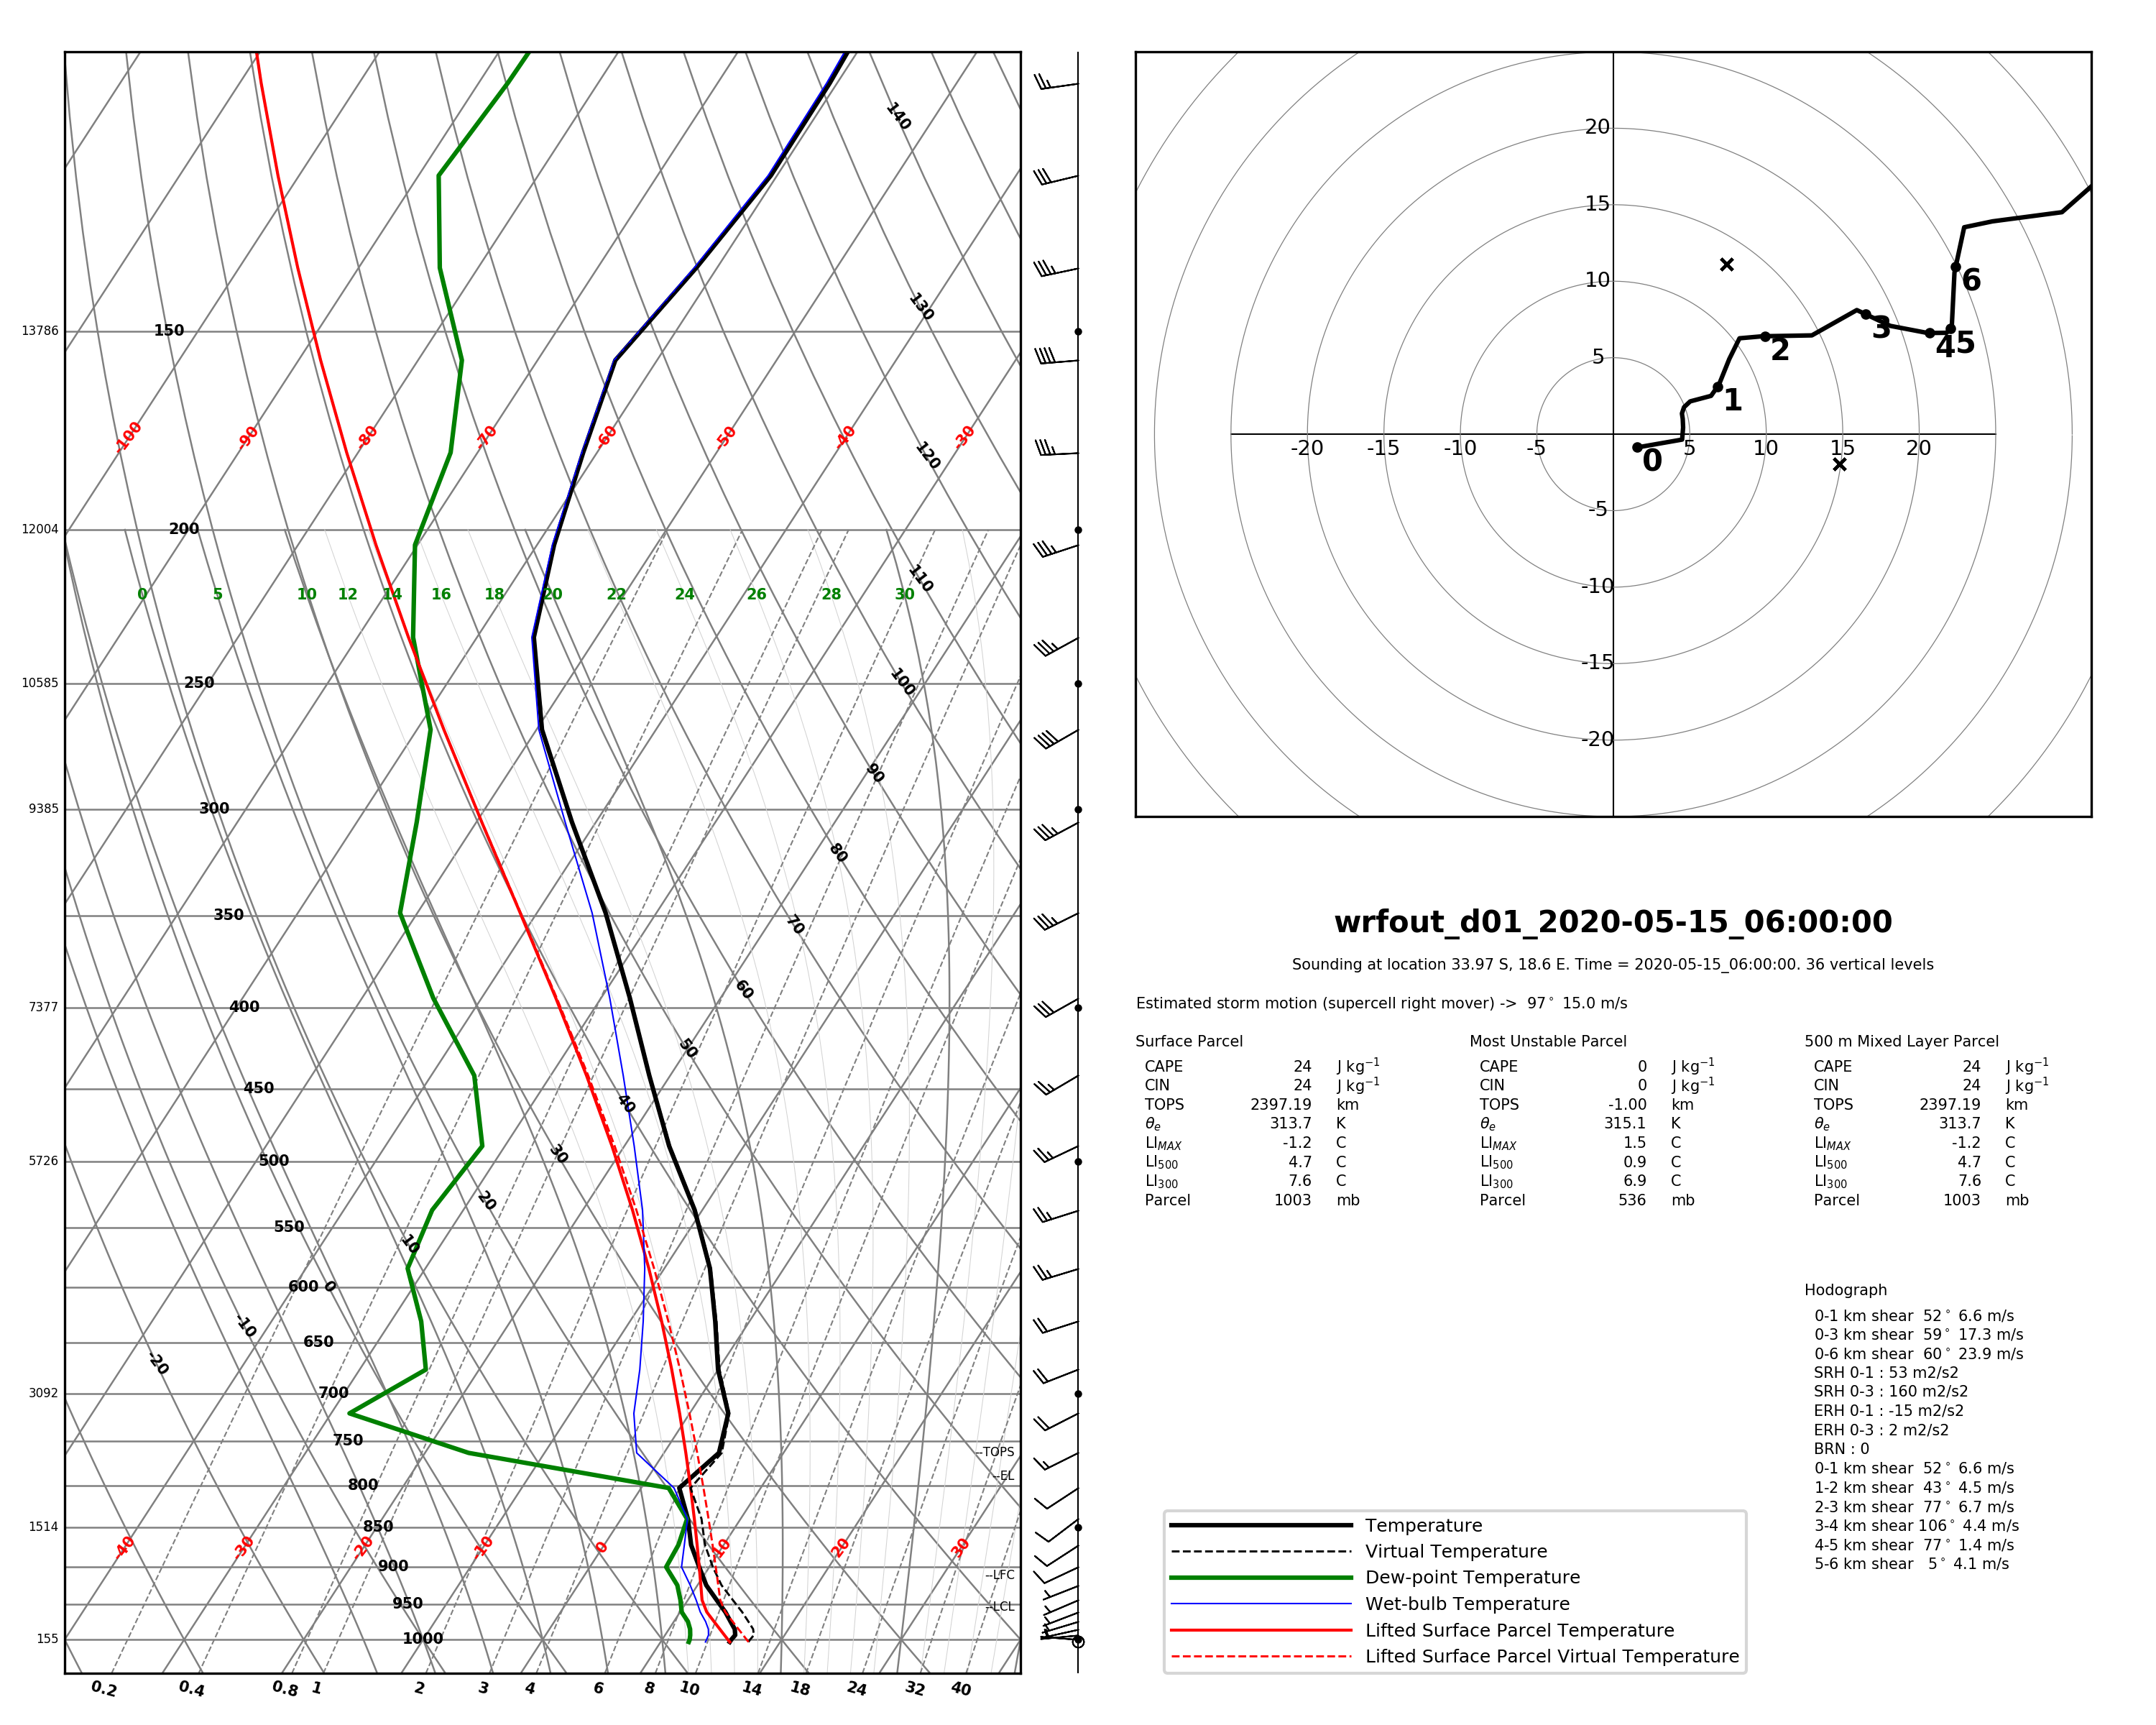 140
130
13786 150
-100 -90 -80 -70 -60 -50 -40 -30
120
12004 200
110
0 5 10 12 14 16 18 20 22 24 26 28 30
10585 250
100
90
9385 300
80
350
70
7377 400
60
50
450
40
5726 500
30
20
550
10
600 0
-10
650
-20
3092 700
750
--TOPS
--EL
800
1514 850
-40 -30 -20 -10 0 10 20 30
900
--LFC
950
--LCL
155 1000
0.2 0.4 0.8 1 2 3 4 6 8 10 14 18 24 32 40
20
15
10
5
-20 -15 -10 -5 5 10 15 20
-5
-10
-15
-20
0
1
2
3
4
5
6
wrfout_d01_2020-05-15_06:00:00
Sounding at location 33.97 S, 18.6 E. Time = 2020-05-15_06:00:00. 36 vertical levels
Estimated storm motion (supercell right mover) -> 97° 15.0 m/s
Surface Parcel
CAPE 24 J kg⁻¹
CIN 24 J kg⁻¹
TOPS 2397.19 km
θₑ 313.7 K
LI_MAX -1.2 C
LI₅₀₀ 4.7 C
LI₃₀₀ 7.6 C
Parcel 1003 mb
Most Unstable Parcel
CAPE 0 J kg⁻¹
CIN 0 J kg⁻¹
TOPS -1.00 km
θₑ 315.1 K
LI_MAX 1.5 C
LI₅₀₀ 0.9 C
LI₃₀₀ 6.9 C
Parcel 536 mb
500 m Mixed Layer Parcel
CAPE 24 J kg⁻¹
CIN 24 J kg⁻¹
TOPS 2397.19 km
θₑ 313.7 K
LI_MAX -1.2 C
LI₅₀₀ 4.7 C
LI₃₀₀ 7.6 C
Parcel 1003 mb
Hodograph
0-1 km shear 52° 6.6 m/s
0-3 km shear 59° 17.3 m/s
0-6 km shear 60° 23.9 m/s
SRH 0-1 : 53 m2/s2
SRH 0-3 : 160 m2/s2
ERH 0-1 : -15 m2/s2
ERH 0-3 : 2 m2/s2
BRN : 0
0-1 km shear 52° 6.6 m/s
1-2 km shear 43° 4.5 m/s
2-3 km shear 77° 6.7 m/s
3-4 km shear 106° 4.4 m/s
4-5 km shear 77° 1.4 m/s
5-6 km shear 5° 4.1 m/s
Temperature
Virtual Temperature
Dew-point Temperature
Wet-bulb Temperature
Lifted Surface Parcel Temperature
Lifted Surface Parcel Virtual Temperature